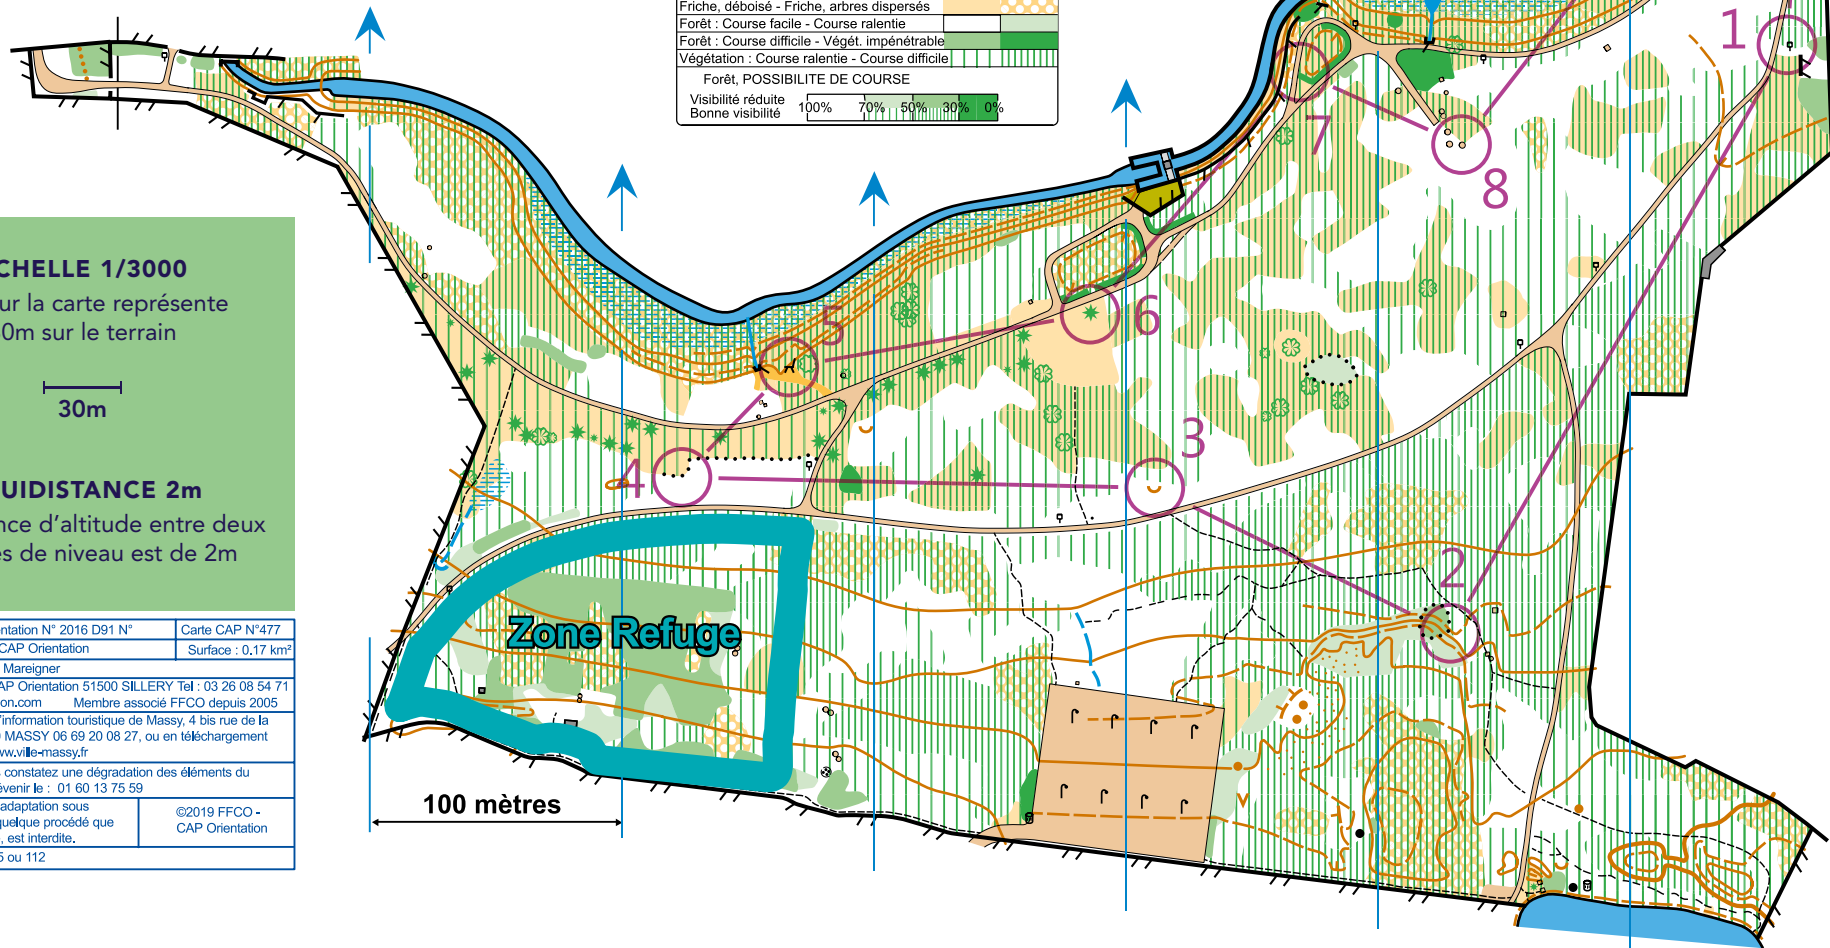 Friche, déboisé - Friche, arbres dispersés
Forêt : Course facile - Course ralentie
Forêt : Course difficile - Végét. impénétrable
Végétation : Course ralentie - Course difficile
Forêt, POSSIBILITE DE COURSE
Visibilité réduite
Bonne visibilité
100% 70% 50% 30% 0%
1
7
8
5
6
3
4
2
CHELLE 1/3000
ur la carte représente
0m sur le terrain
30m
UIDISTANCE 2m
nce d'altitude entre deux
es de niveau est de 2m
Zone Refuge
100 mètres
entation N° 2016 D91 N°
Carte CAP N°477
CAP Orientation
Surface : 0.17 km²
Mareigner
AP Orientation 51500 SILLERY Tel : 03 26 08 54 71
on.com Membre associé FFCO depuis 2005
'information touristique de Massy, 4 bis rue de la
MASSY 06 69 20 08 27, ou en téléchargement
ww.ville-massy.fr
constatez une dégradation des éléments du
évenir le : 01 60 13 75 59
adaptation sous
quelque procédé que
, est interdite.
©2019 FFCO -
CAP Orientation
5 ou 112